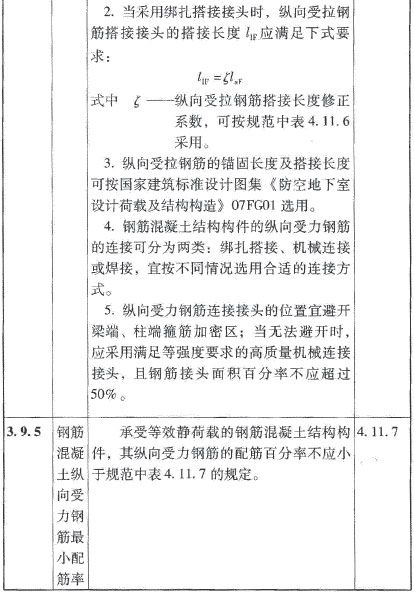 2. 当采用绑扎搭接接头时，纵向受拉钢
筋搭接接头的搭接长度 lₗF应满足下式要
求：
lₗF = ζlₐF
式中 ζ ——纵向受拉钢筋搭接长度修正
系数，可按规范中表 4.11.6
采用。
3. 纵向受拉钢筋的锚固长度及搭接长度
可按国家建筑标准设计图集《防空地下室
设计荷载及结构构造》07FG01 选用。
4. 钢筋混凝土结构构件的纵向受力钢筋
的连接可分为两类：绑扎搭接、机械连接
或焊接，宜按不同情况选用合适的连接方
式。
5. 纵向受力钢筋连接接头的位置宜避开
梁端、柱端箍筋加密区；当无法避开时，
应采用满足等强度要求的高质量机械连接
接头，且钢筋接头面积百分率不应超过
50%。
3.9.5
钢筋
混凝
土纵
向受
力钢
筋最
小配
筋率
承受等效静荷载的钢筋混凝土结构构
件，其纵向受力钢筋的配筋百分率不应小
于规范中表 4.11.7 的规定。
4.11.7